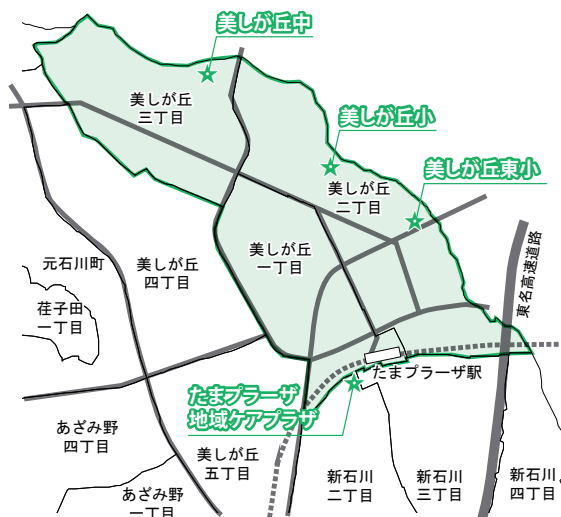 美しが丘中
美しが丘
三丁目
美しが丘小
美しが丘東小
美しが丘
二丁目
東名高速道路
美しが丘
一丁目
元石川町
美しが丘
四丁目
荏子田
一丁目
たまプラーザ駅
たまプラーザ
地域ケアプラザ
あざみ野
四丁目
美しが丘
五丁目
新石川
二丁目
新石川
三丁目
新石川
四丁目
あざみ野
一丁目